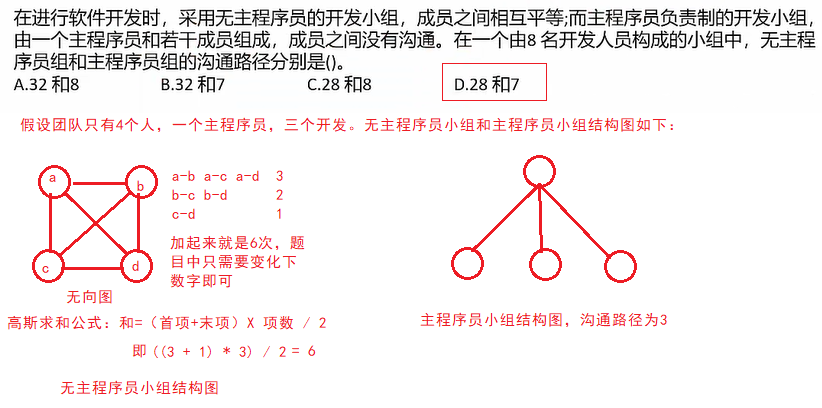 在进行软件开发时，采用无主程序员的开发小组，成员之间相互平等;而主程序员负责制的开发小组，
由一个主程序员和若干成员组成，成员之间没有沟通。在一个由8 名开发人员构成的小组中，无主程
序员组和主程序员组的沟通路径分别是()。
A.32 和8 B.32 和7 C.28 和8 D.28 和7
假设团队只有4个人，一个主程序员，三个开发。无主程序员小组和主程序员小组结构图如下：
a b
a-b a-c a-d 3
b-c b-d 2
c-d 1
c d
加起来就是6次，题
目中只需要变化下
数字即可
无向图
高斯求和公式：和=（首项+末项）X 项数 / 2
即 ((3 + 1) * 3) / 2 = 6
无主程序员小组结构图
主程序员小组结构图，沟通路径为3